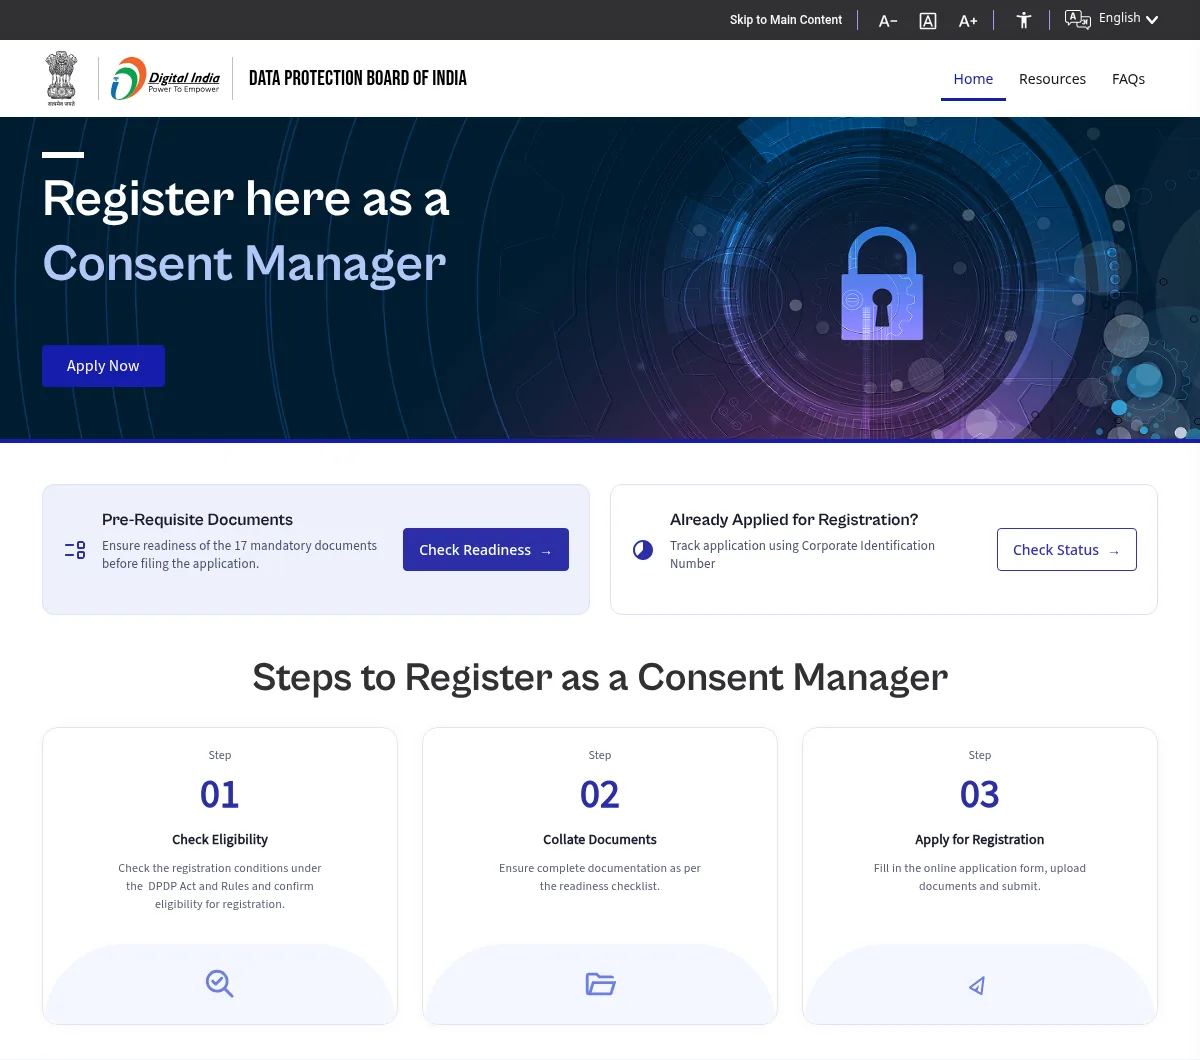 Skip to Main Content
A−
A
A+
English
सत्यमेव जयते
Digital India
Power To Empower
DATA PROTECTION BOARD OF INDIA
Home
Resources
FAQs
Register here as a
Consent Manager
Apply Now
Pre-Requisite Documents
Ensure readiness of the 17 mandatory documents
before filing the application.
Check Readiness →
Already Applied for Registration?
Track application using Corporate Identification
Number
Check Status →
Steps to Register as a Consent Manager
Step
01
Check Eligibility
Check the registration conditions under
the DPDP Act and Rules and confirm
eligibility for registration.
Step
02
Collate Documents
Ensure complete documentation as per
the readiness checklist.
Step
03
Apply for Registration
Fill in the online application form, upload
documents and submit.